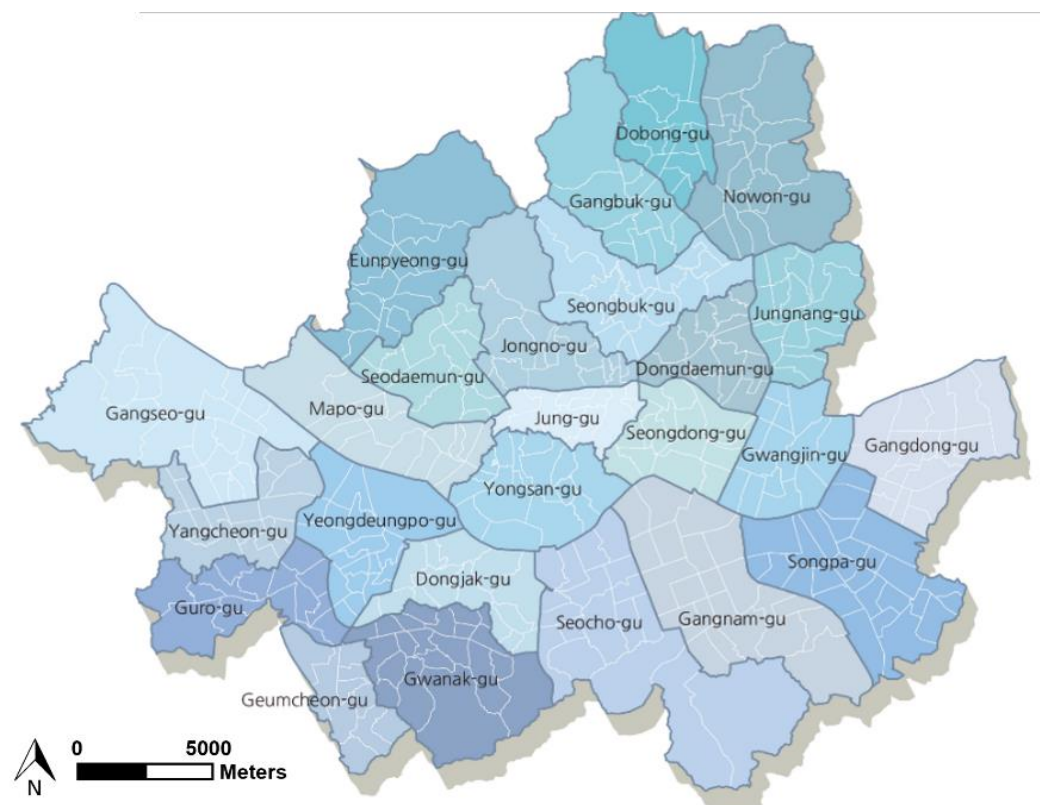 Dobong-gu
Nowon-gu
Gangbuk-gu
Eunpyeong-gu
Seongbuk-gu
Jungnang-gu
Jongno-gu
Dongdaemun-gu
Seodaemun-gu
Mapo-gu
Gangseo-gu
Jung-gu
Seongdong-gu
Gwangjin-gu
Gangdong-gu
Yongsan-gu
Yangcheon-gu
Yeongdeungpo-gu
Songpa-gu
Dongjak-gu
Guro-gu
Seocho-gu
Gangnam-gu
Gwanak-gu
Geumcheon-gu
0 5000
Meters
N